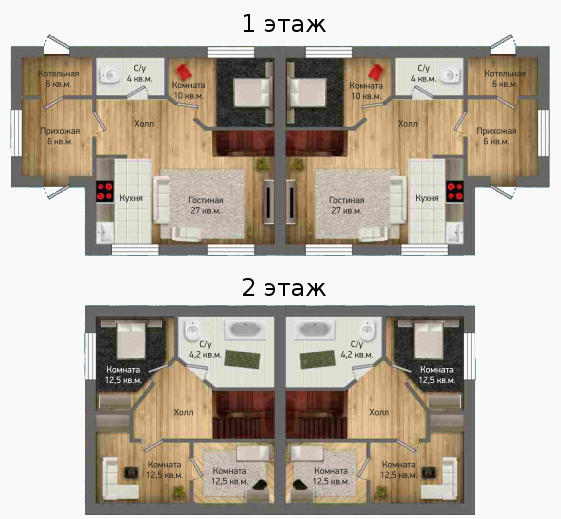 1 этаж
Котельная
6 кв.м.
С/у
4 кв.м.
Комната
10 кв.м.
Комната
10 кв.м.
С/у
4 кв.м.
Котельная
6 кв.м.
Прихожая
6 кв.м.
Холл
Холл
Прихожая
6 кв.м.
Кухня
Гостиная
27 кв.м.
Гостиная
27 кв.м.
Кухня
2 этаж
С/у
4,2 кв.м.
С/у
4,2 кв.м.
Комната
12,5 кв.м.
Комната
12,5 кв.м.
Холл
Холл
Комната
12,5 кв.м.
Комната
12,5 кв.м.
Комната
12,5 кв.м.
Комната
12,5 кв.м.